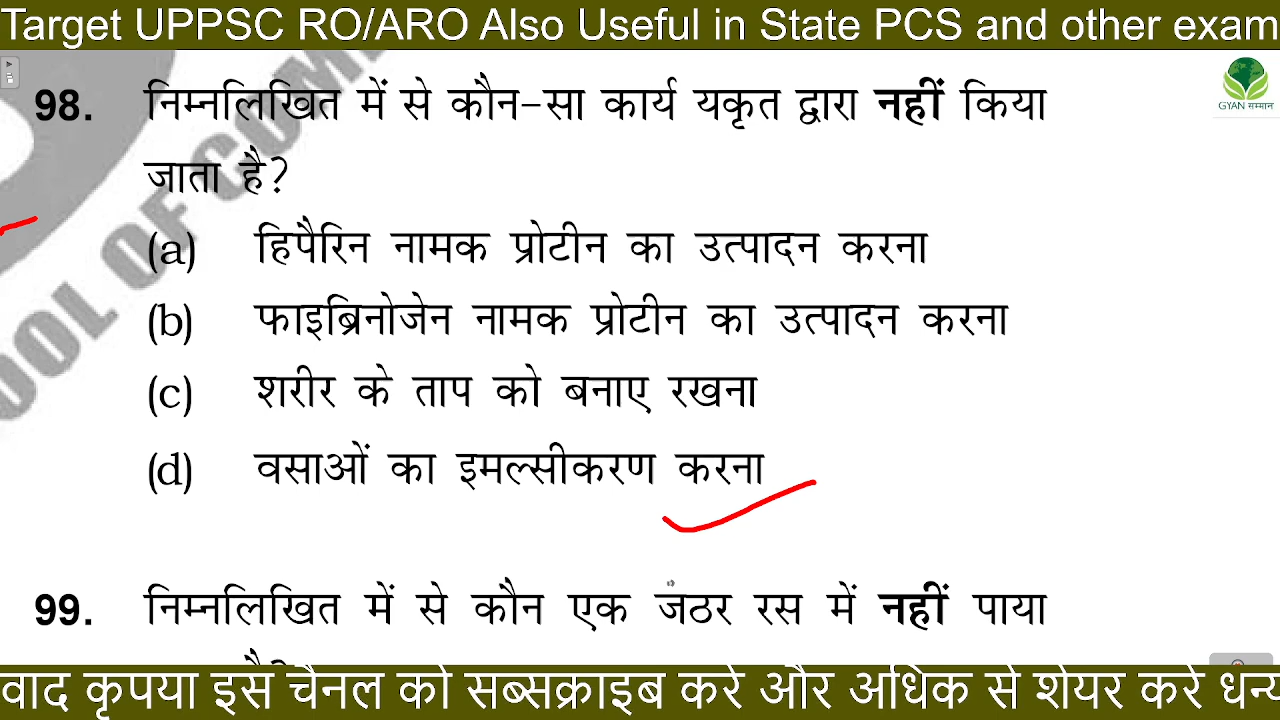 Target UPPSC RO/ARO Also Useful in State PCS and other exam
GYAN सम्मान
98. निम्नलिखित में से कौन-सा कार्य यकृत द्वारा नहीं किया
जाता है?
(a) हिपैरिन नामक प्रोटीन का उत्पादन करना
(b) फाइब्रिनोजेन नामक प्रोटीन का उत्पादन करना
(c) शरीर के ताप को बनाए रखना
(d) वसाओं का इमल्सीकरण करना
99. निम्नलिखित में से कौन एक जठर रस में नहीं पाया
वाद कृपया इस चैनल को सब्सक्राइब करे और अधिक से शेयर करे धन्य